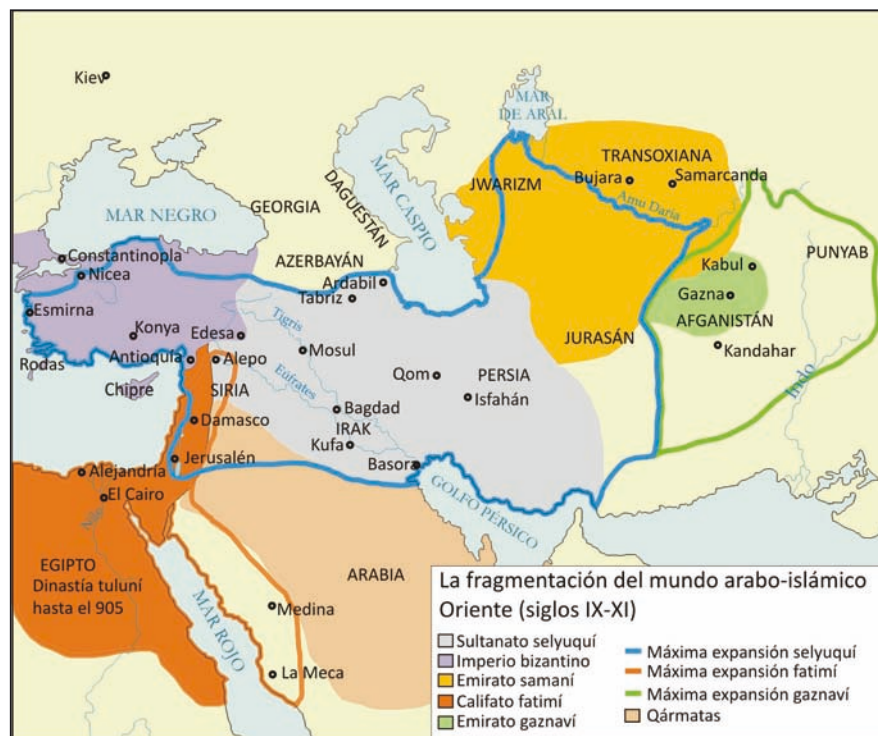 Kiev
MAR
DE ARAL
TRANSOXIANA
Bujara
Samarcanda
JWARIZM
Amu Daria
MAR CASPIO
DAGUESTÁN
MAR NEGRO
GEORGIA
PUNYAB
Constantinopla
AZERBAYÁN
Kabul
Nicea
Ardabil
Tabriz
Gazna
Esmirna
AFGANISTÁN
Konya
Edesa
Tigris
JURASÁN
Kandahar
Mosul
Rodas
Antioquía
Alepo
Qom
PERSIA
Indo
Chipre
SIRIA
Eúfrates
Isfahán
Damasco
Bagdad
IRAK
Kufa
Jerusalén
Basora
Alejandría
El Cairo
GOLFO PÉRSICO
Nilo
EGIPTO
Dinastía tuluní
hasta el 905
ARABIA
MAR ROJO
Medina
La Meca
La fragmentación del mundo arabo-islámico
Oriente (siglos IX-XI)
Sultanato selyuquí
Imperio bizantino
Emirato samaní
Califato fatimí
Emirato gaznaví
Máxima expansión selyuquí
Máxima expansión fatimí
Máxima expansión gaznaví
Qármatas